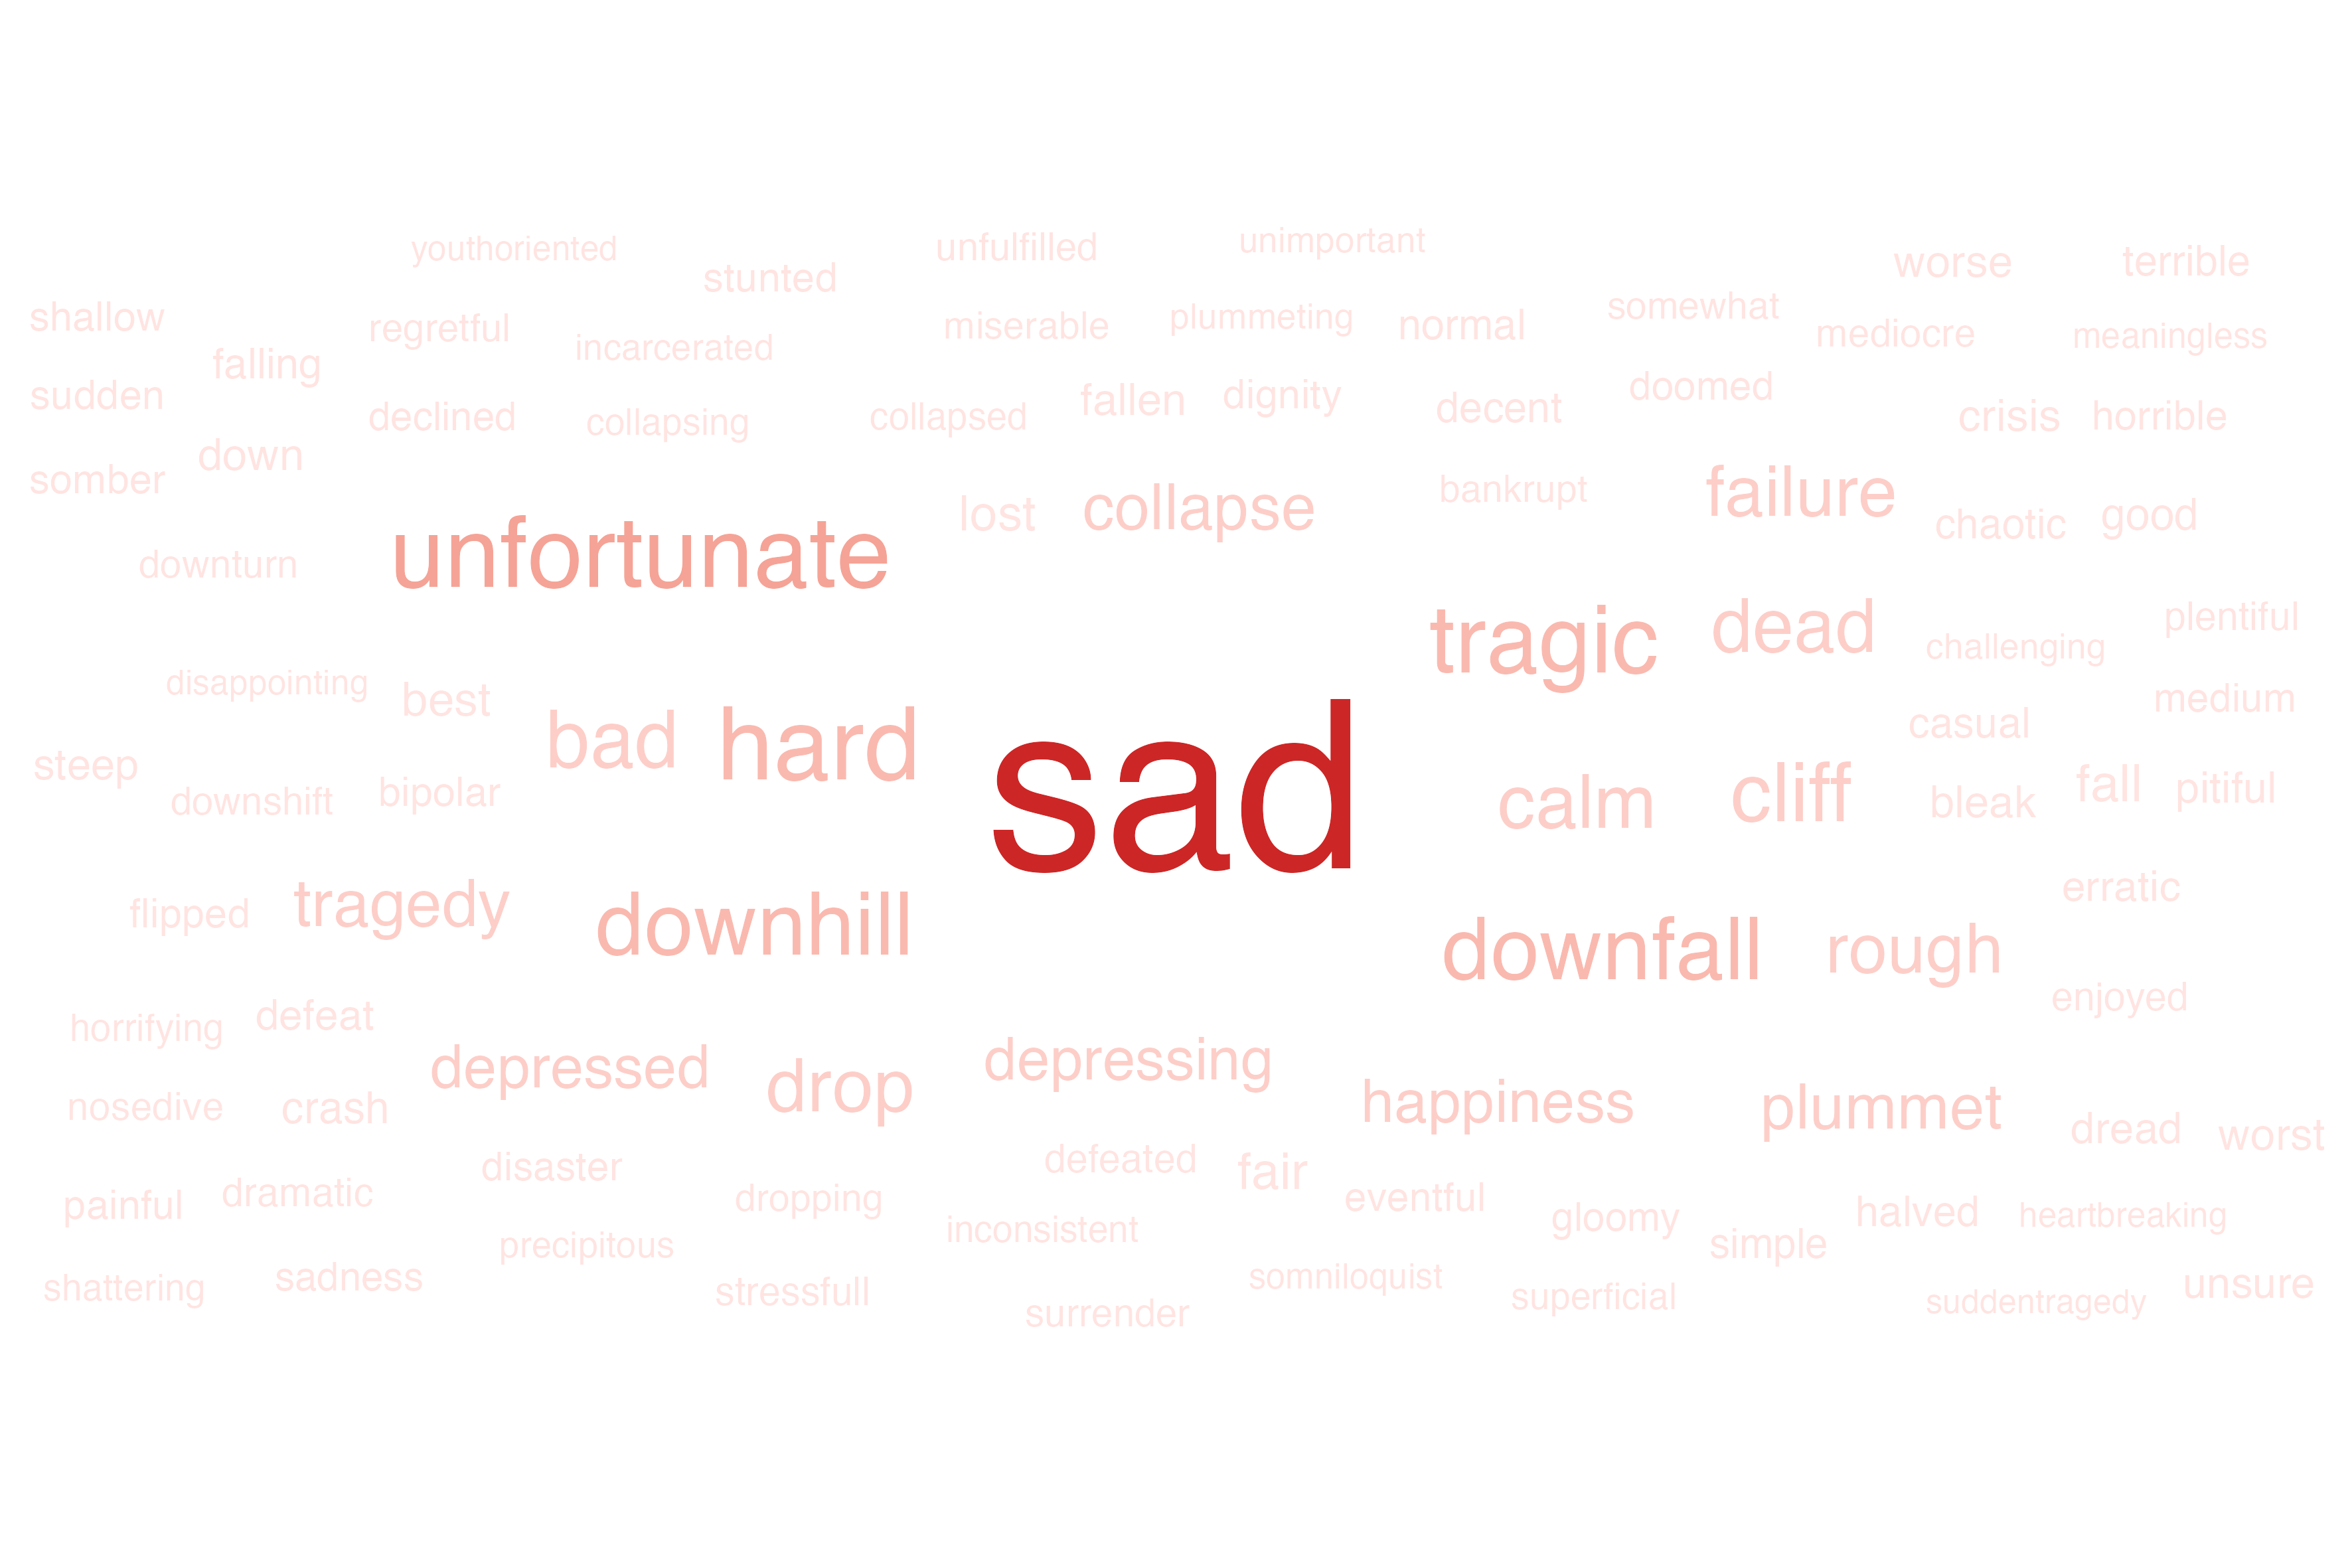 youthoriented
unfulfilled
unimportant
worse
terrible
stunted
shallow
regretful
incarcerated
miserable
plummeting
normal
somewhat
mediocre
meaningless
falling
sudden
declined
collapsing
collapsed
fallen
dignity
decent
doomed
crisis
horrible
down
somber
unfortunate
lost
collapse
bankrupt
failure
chaotic
good
downturn
tragic
dead
challenging
plentiful
disappointing
best
bad
hard
sad
casual
medium
steep
downshift
bipolar
calm
cliff
bleak
fall
pitiful
flipped
tragedy
downhill
downfall
rough
erratic
enjoyed
horrifying
defeat
depressed
drop
depressing
happiness
plummet
nosedive
crash
dread
worst
disaster
defeated
fair
painful
dramatic
dropping
eventful
gloomy
halved
heartbreaking
precipitous
inconsistent
simple
shattering
sadness
stressfull
surrender
somniloquist
superficial
suddentragedy
unsure